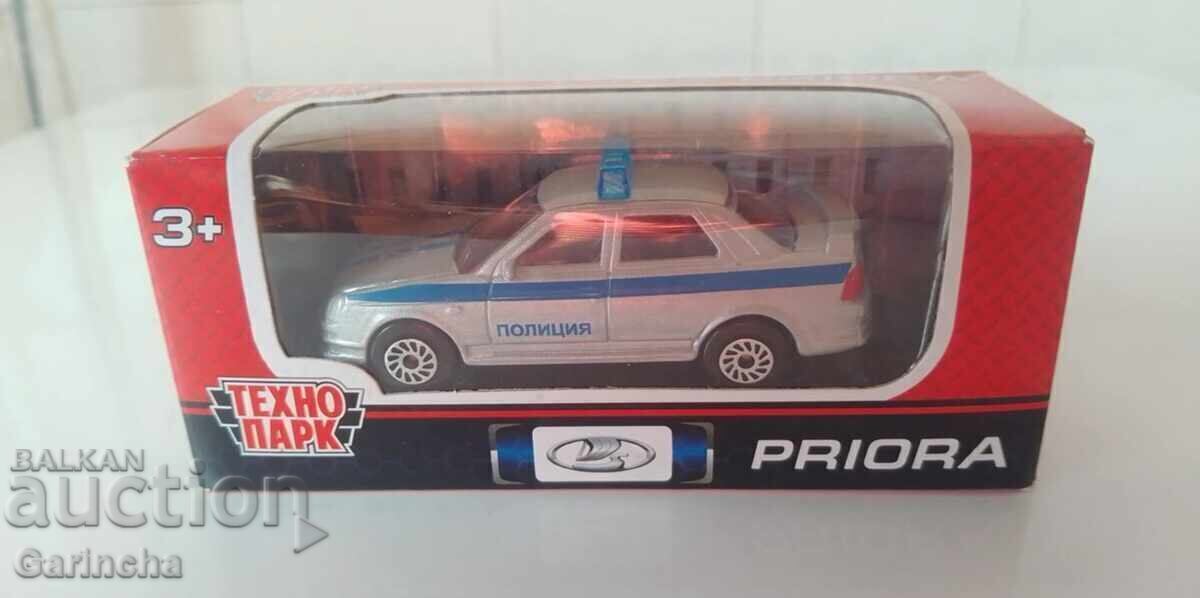 3+
ПОЛИЦИЯ
ТЕХНО
ПАРК
PRIORA
BALKAN
auction
Garincha